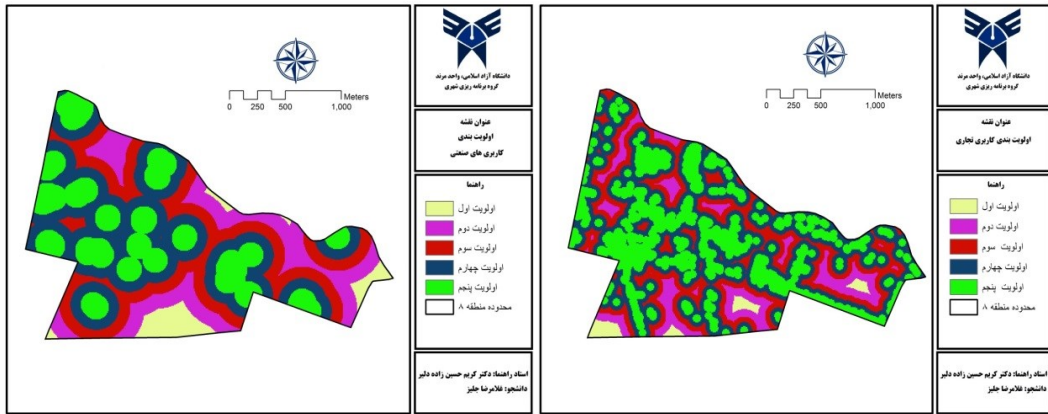 Meters
0 250 500 1,000
دانشگاه آزاد اسلامی، واحد مرند
گروه برنامه ریزی شهری
عنوان نقشه
اولویت بندی
کاربری های صنعتی
راهنما
اولویت اول
اولویت دوم
اولویت سوم
اولویت چهارم
اولویت پنجم
محدوده منطقه ۸
استاد راهنما: دکتر کریم حسین زاده دلیر
دانشجو: غلامرضا جلیز
Meters
0 250 500 1,000
دانشگاه آزاد اسلامی، واحد مرند
گروه برنامه ریزی شهری
عنوان نقشه
اولویت بندی کاربری تجاری
راهنما
اولویت اول
اولویت دوم
اولویت سوم
اولویت چهارم
اولویت پنجم
محدوده منطقه ۸
استاد راهنما: دکتر کریم حسین زاده دلیر
دانشجو: غلامرضا جلیز